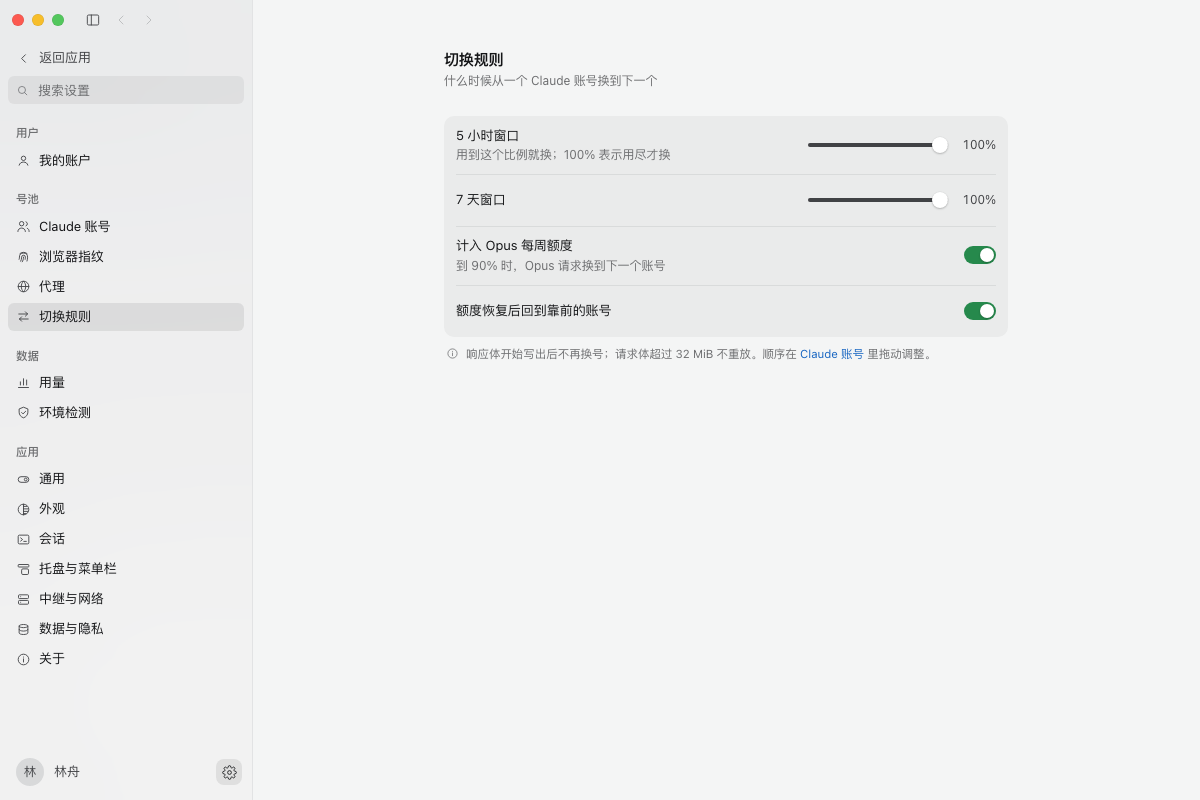 返回应用
搜索设置
用户
我的账户
号池
Claude 账号
浏览器指纹
代理
切换规则
数据
用量
环境检测
应用
通用
外观
会话
托盘与菜单栏
中继与网络
数据与隐私
关于
林 林舟
切换规则
什么时候从一个 Claude 账号换到下一个
5 小时窗口
用到这个比例就换；100% 表示用尽才换
100%
7 天窗口
100%
计入 Opus 每周额度
到 90% 时，Opus 请求换到下一个账号
额度恢复后回到靠前的账号
响应体开始写出后不再换号；请求体超过 32 MiB 不重放。顺序在 Claude 账号 里拖动调整。